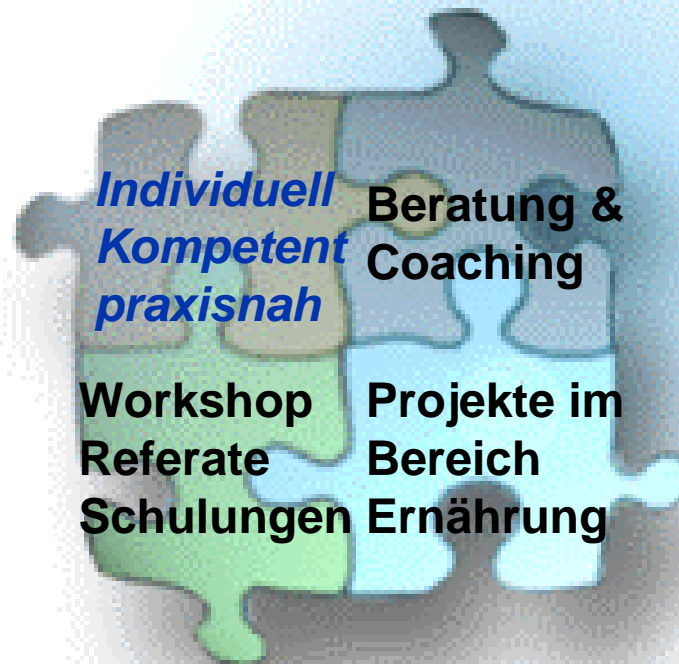 Individuell
Kompetent
praxisnah
Beratung &
Coaching
Workshop
Referate
Schulungen
Projekte im
Bereich
Ernährung